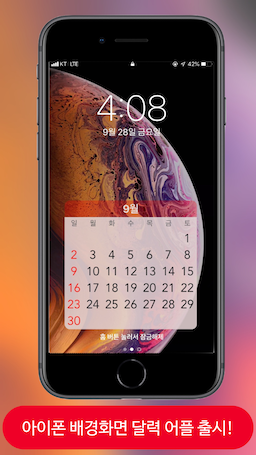 KT LTE 42%
4:08
9월 28일 금요일
9월
일 월 화 수 목 금 토
1
2 3 4 5 6 7 8
9 10 11 12 13 14 15
16 17 18 19 20 21 22
23 24 25 26 27 28 29
30
홈 버튼 눌러서 잠금해제
아이폰 배경화면 달력 어플 출시!